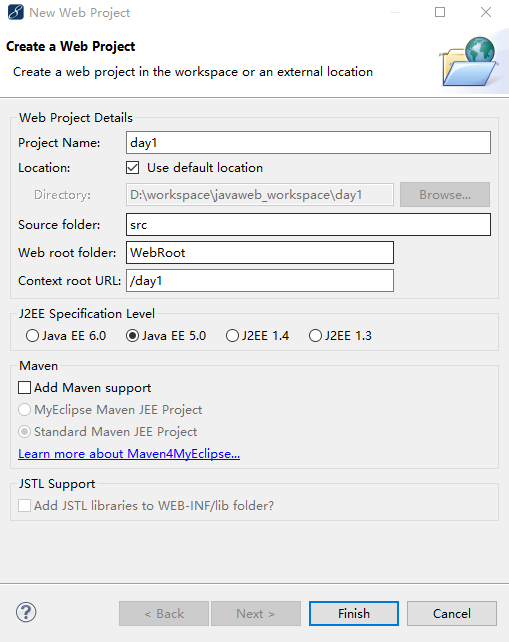 New Web Project
Create a Web Project
Create a web project in the workspace or an external location
Web Project Details
Project Name: day1
Location: Use default location
Directory: D:\workspace\javaweb_workspace\day1 Browse...
Source folder: src
Web root folder: WebRoot
Context root URL: /day1
J2EE Specification Level
Java EE 6.0 Java EE 5.0 J2EE 1.4 J2EE 1.3
Maven
Add Maven support
MyEclipse Maven JEE Project
Standard Maven JEE Project
Learn more about Maven4MyEclipse...
JSTL Support
Add JSTL libraries to WEB-INF/lib folder?
? < Back Next > Finish Cancel